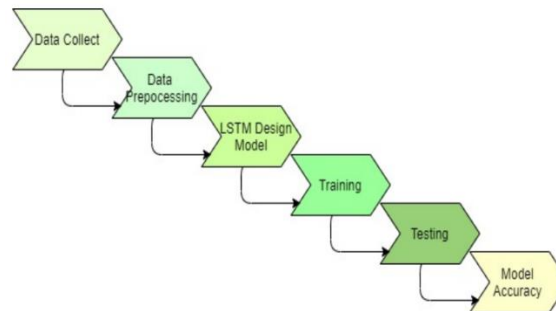 Data Collect
Data
Prepocessing
LSTM Design
Model
Training
Testing
Model
Accuracy